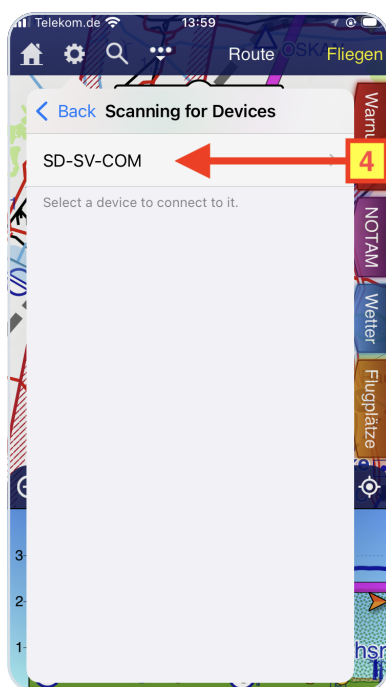 Telekom.de 13:59
Route Fliegen
Back Scanning for Devices
SD-SV-COM
4
Select a device to connect to it.
NOTAM
Wetter
Flugplätze
3
2
1